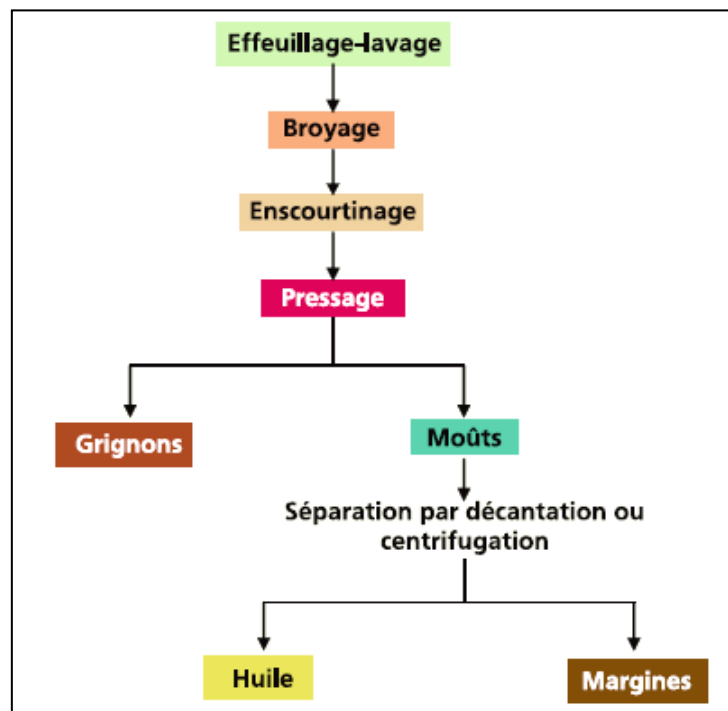 Effeuillage-lavage
Broyage
Enscourtinage
Pressage
Grignons
Moûts
Séparation par décantation ou
centrifugation
Huile
Margines